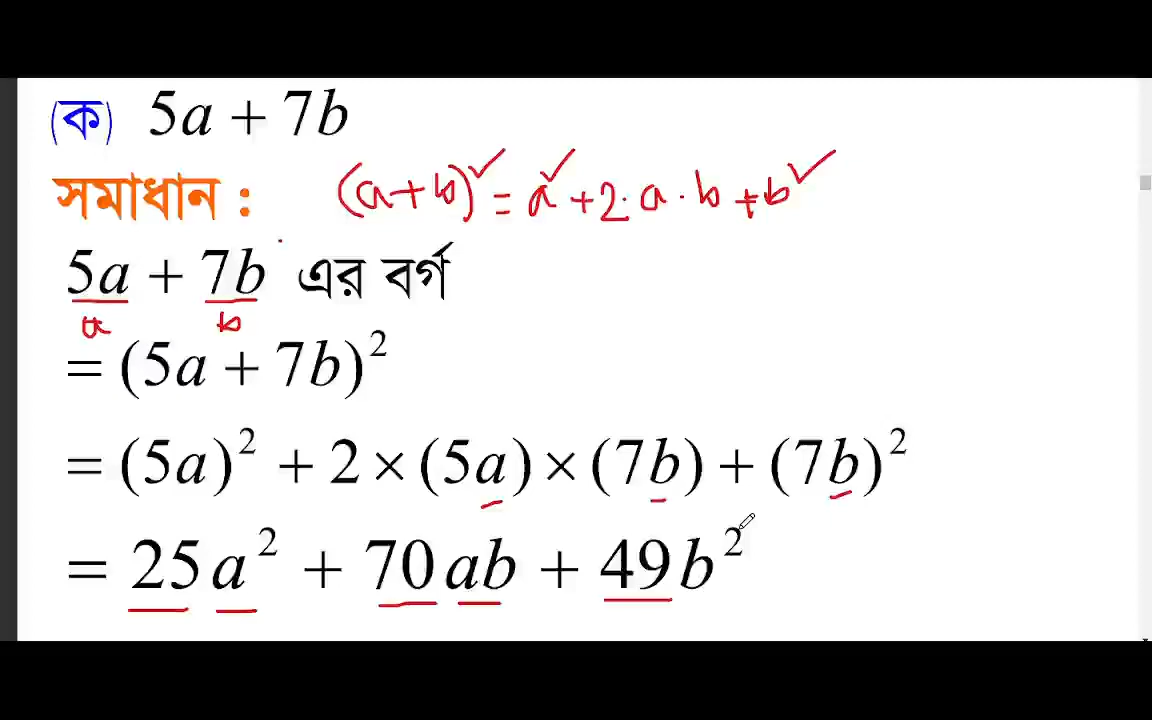 (ক) 5a + 7b
সমাধান : (a+b)² = a² + 2·a·b + b²
5a + 7b এর বর্গ
a b
= (5a + 7b)²
= (5a)² + 2 × (5a) × (7b) + (7b)²
= 25a² + 70ab + 49b²